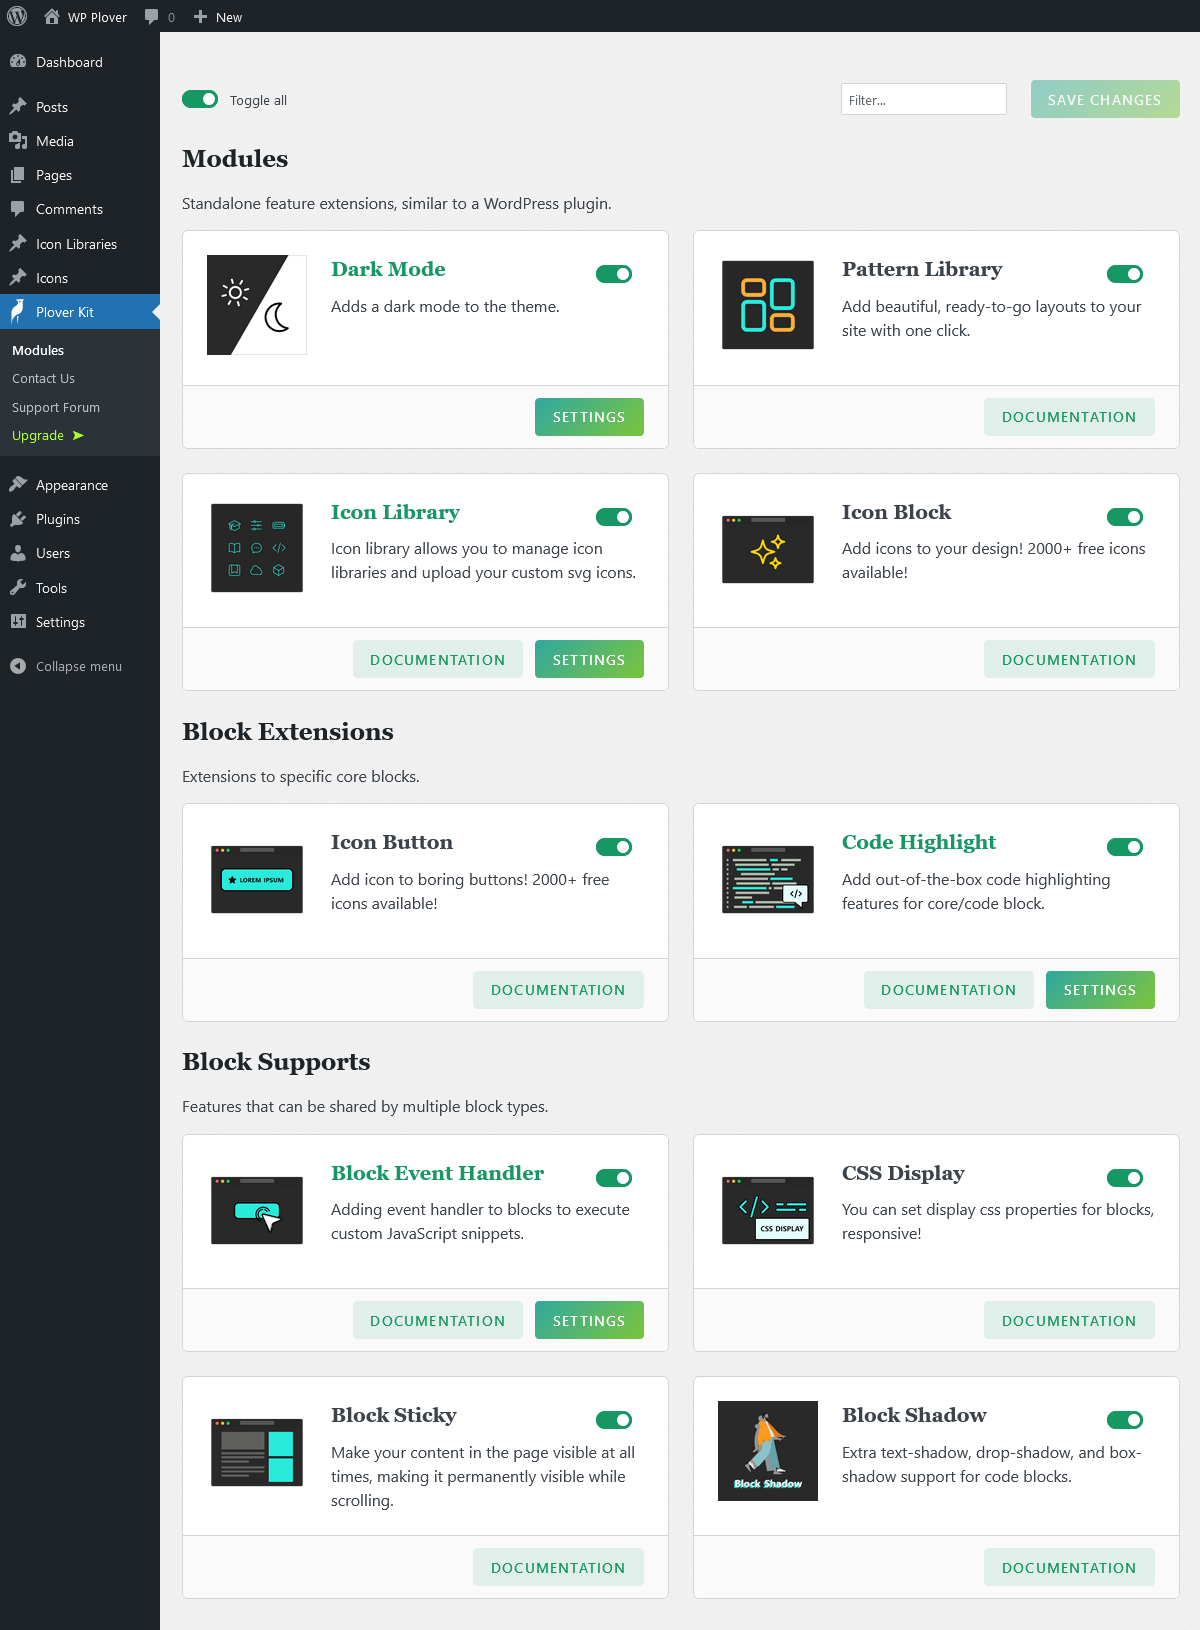 WP Plover
0
New
Dashboard
Posts
Media
Pages
Comments
Icon Libraries
Icons
Plover Kit
Modules
Contact Us
Support Forum
Upgrade
Appearance
Plugins
Users
Tools
Settings
Collapse menu
Toggle all
Filter...
SAVE CHANGES
Modules
Standalone feature extensions, similar to a WordPress plugin.
Dark Mode
Adds a dark mode to the theme.
SETTINGS
Pattern Library
Add beautiful, ready-to-go layouts to your
site with one click.
DOCUMENTATION
Icon Library
Icon library allows you to manage icon
libraries and upload your custom svg icons.
DOCUMENTATION
SETTINGS
Icon Block
Add icons to your design! 2000+ free icons
available!
DOCUMENTATION
Block Extensions
Extensions to specific core blocks.
LOREM IPSUM
Icon Button
Add icon to boring buttons! 2000+ free
icons available!
DOCUMENTATION
Code Highlight
Add out-of-the-box code highlighting
features for core/code block.
DOCUMENTATION
SETTINGS
Block Supports
Features that can be shared by multiple block types.
Block Event Handler
Adding event handler to blocks to execute
custom JavaScript snippets.
DOCUMENTATION
SETTINGS
CSS DISPLAY
CSS Display
You can set display css properties for blocks,
responsive!
DOCUMENTATION
Block Sticky
Make your content in the page visible at all
times, making it permanently visible while
scrolling.
DOCUMENTATION
Block Shadow
Block Shadow
Extra text-shadow, drop-shadow, and box-
shadow support for code blocks.
DOCUMENTATION